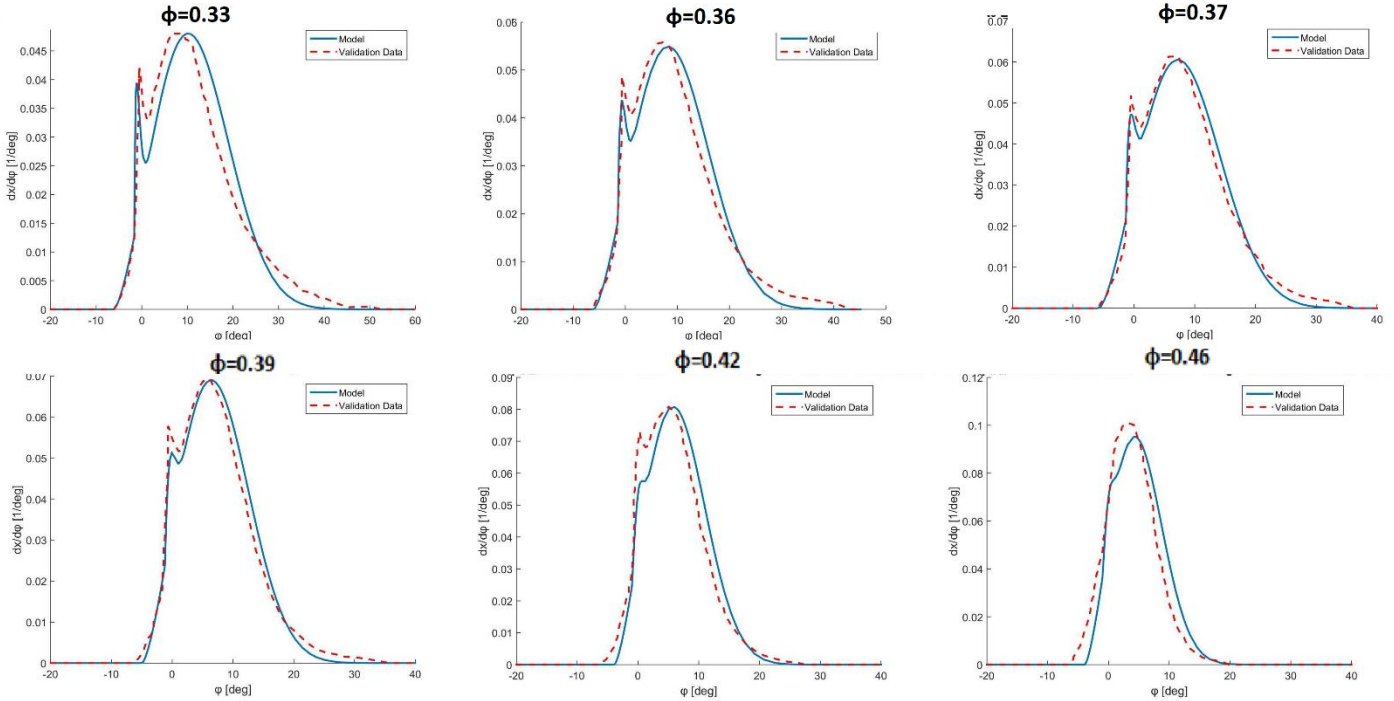 ϕ=0.33
Model
Validation Data
dx/dφ [1/deg]
0.045
0.04
0.035
0.03
0.025
0.02
0.015
0.01
0.005
0
-20 -10 0 10 20 30 40 50 60
φ [deg]
ϕ=0.36
Model
Validation Data
dx/dφ [1/deg]
0.06
0.05
0.04
0.03
0.02
0.01
0
-20 -10 0 10 20 30 40 50
φ [deg]
ϕ=0.37
Model
Validation Data
dx/dφ [1/deg]
0.07
0.06
0.05
0.04
0.03
0.02
0.01
0
-20 -10 0 10 20 30 40
φ [deg]
ϕ=0.39
Model
Validation Data
dx/dφ [1/deg]
0.07
0.06
0.05
0.04
0.03
0.02
0.01
0
-20 -10 0 10 20 30 40
φ [deg]
ϕ=0.42
Model
Validation Data
dx/dφ [1/deg]
0.09
0.08
0.07
0.06
0.05
0.04
0.03
0.02
0.01
0
-20 -10 0 10 20 30 40
φ [deg]
ϕ=0.46
Model
Validation Data
dx/dφ [1/deg]
0.12
0.1
0.08
0.06
0.04
0.02
0
-20 -10 0 10 20 30 40
φ [deg]